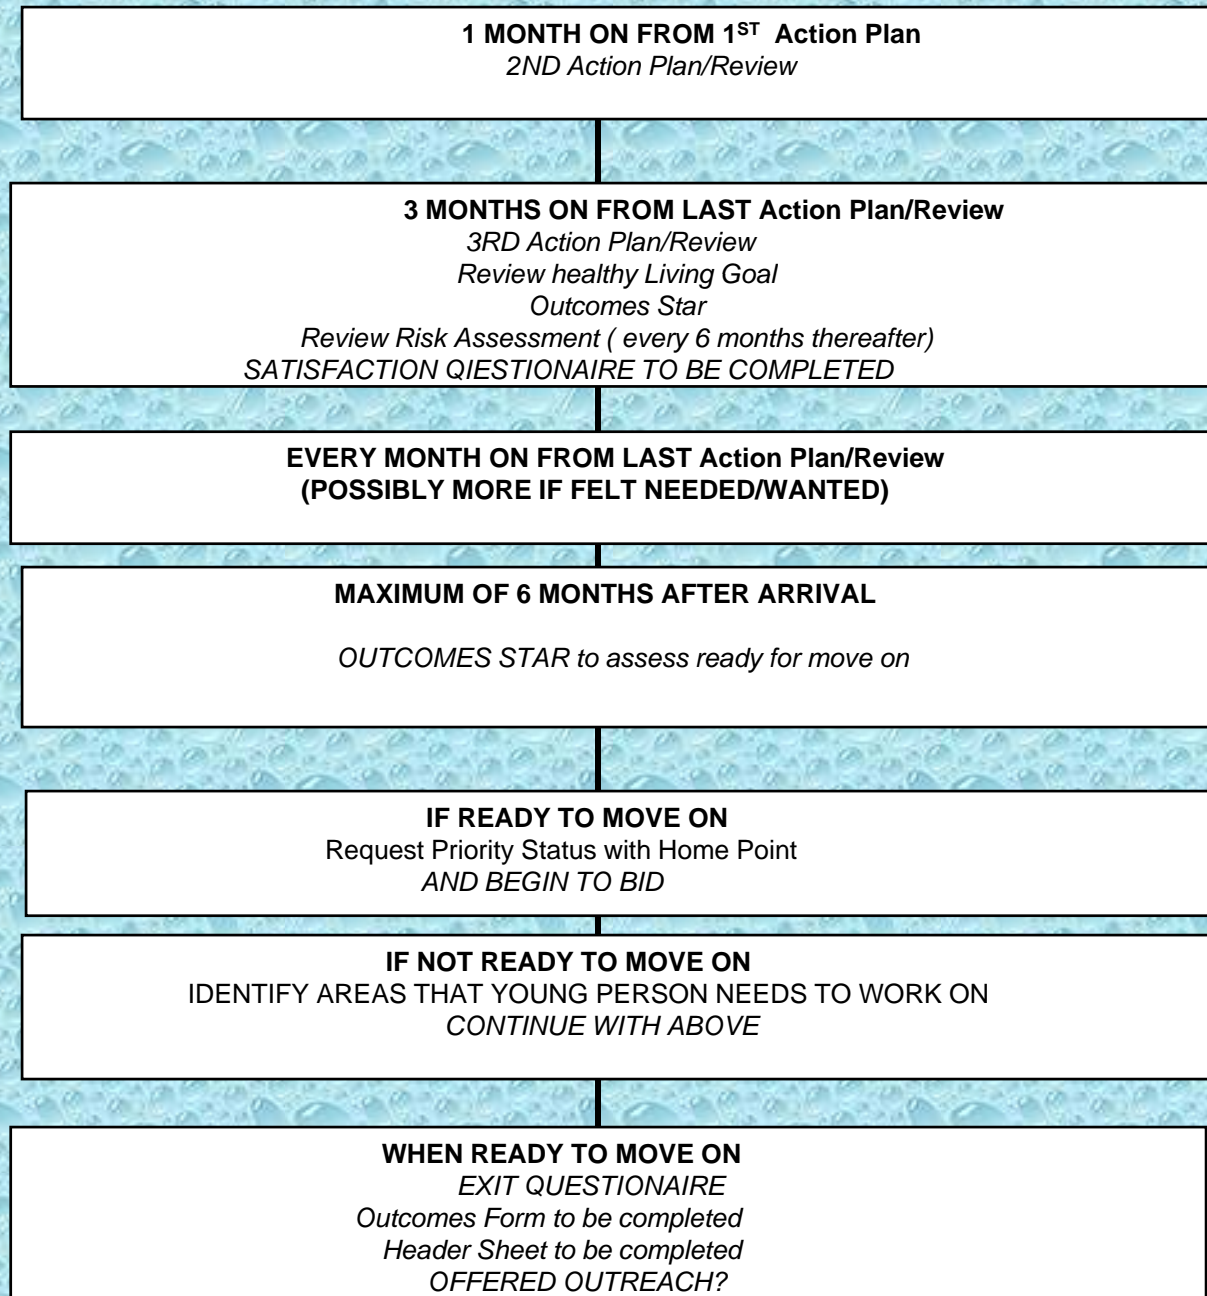 1 MONTH ON FROM 1ST Action Plan
2ND Action Plan/Review
3 MONTHS ON FROM LAST Action Plan/Review
3RD Action Plan/Review
Review healthy Living Goal
Outcomes Star
Review Risk Assessment ( every 6 months thereafter)
SATISFACTION QIESTIONAIRE TO BE COMPLETED
EVERY MONTH ON FROM LAST Action Plan/Review
(POSSIBLY MORE IF FELT NEEDED/WANTED)
MAXIMUM OF 6 MONTHS AFTER ARRIVAL
OUTCOMES STAR to assess ready for move on
IF READY TO MOVE ON
Request Priority Status with Home Point
AND BEGIN TO BID
IF NOT READY TO MOVE ON
IDENTIFY AREAS THAT YOUNG PERSON NEEDS TO WORK ON
CONTINUE WITH ABOVE
WHEN READY TO MOVE ON
EXIT QUESTIONAIRE
Outcomes Form to be completed
Header Sheet to be completed
OFFERED OUTREACH?